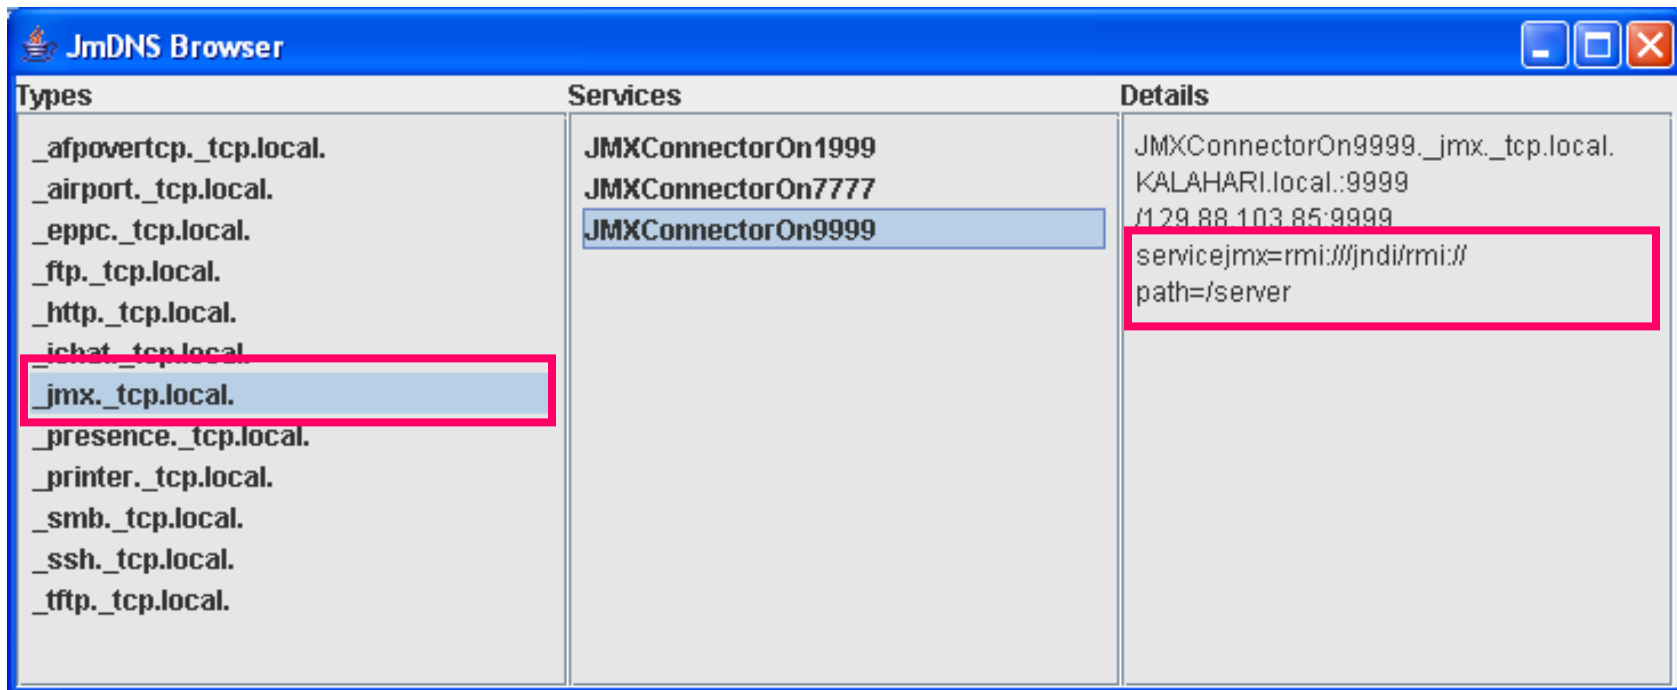 JmDNS Browser
Types
_afpovertcp._tcp.local.
_airport._tcp.local.
_eppc._tcp.local.
_ftp._tcp.local.
_http._tcp.local.
_ichat._tcp.local.
_jmx._tcp.local.
_presence._tcp.local.
_printer._tcp.local.
_smb._tcp.local.
_ssh._tcp.local.
_tftp._tcp.local.
Services
JMXConnectorOn1999
JMXConnectorOn7777
JMXConnectorOn9999
Details
JMXConnectorOn9999._jmx._tcp.local.
KALAHARI.local.:9999
/129.88.103.85:9999
servicejmx=rmi:///jndi/rmi://
path=/server